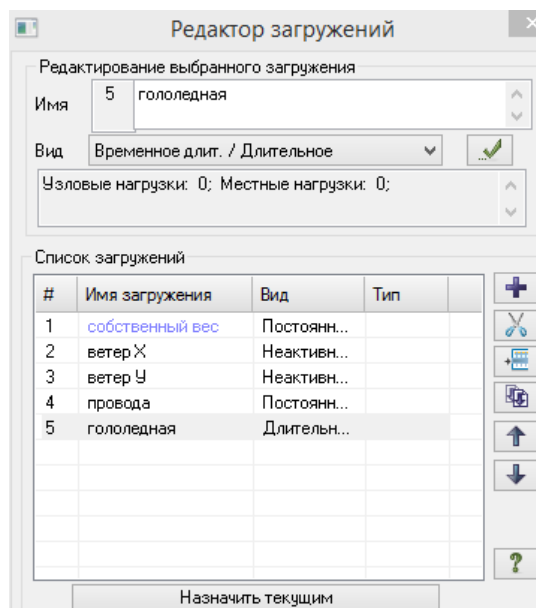 Редактор загружений
Редактирование выбранного загружения
Имя 5 гололедная
Вид Временное длит. / Длительное
Узловые нагрузки: 0; Местные нагрузки: 0;
Список загружений
# Имя загружения Вид Тип
1 собственный вес Постоянн...
2 ветер X Неактивн...
3 ветер У Неактивн...
4 провода Постоянн...
5 гололедная Длительн...
Назначить текущим